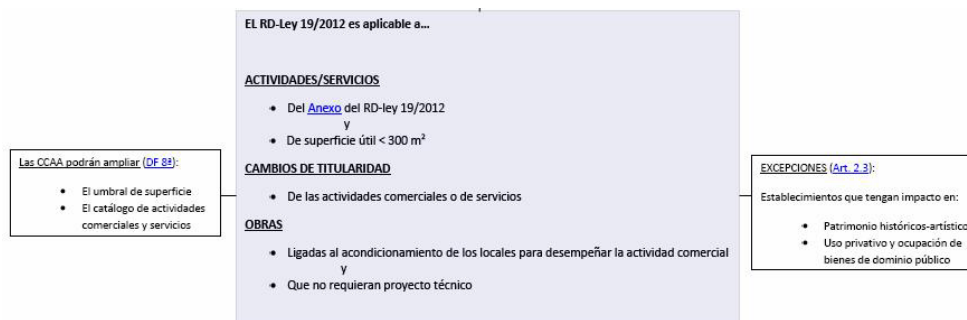 EL RD-Ley 19/2012 es aplicable a...
ACTIVIDADES/SERVICIOS
• Del Anexo del RD-ley 19/2012
y
• De superficie útil < 300 m²
CAMBIOS DE TITULARIDAD
• De las actividades comerciales o de servicios
OBRAS
• Ligadas al acondicionamiento de los locales para desempeñar la actividad comercial
y
• Que no requieran proyecto técnico
Las CCAA podrán ampliar (DF 8ª):
• El umbral de superficie
• El catálogo de actividades
comerciales y servicios
EXCEPCIONES (Art. 2.3):
Establecimientos que tengan impacto en:
• Patrimonio históricos-artístico
• Uso privativo y ocupación de
bienes de dominio público